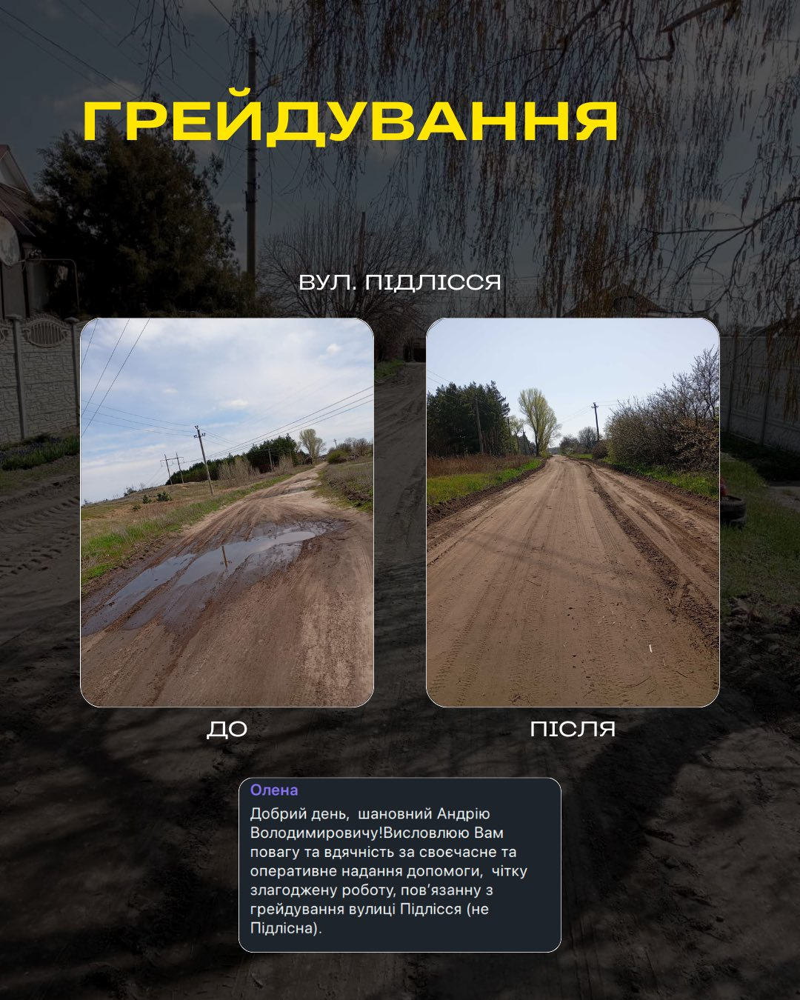 ГРЕЙДУВАННЯ
ВУЛ. ПІДЛІССЯ
ДО
ПІСЛЯ
Олена
Добрий день,  шановний Андрію
Володимировичу!Висловлюю Вам
повагу та вдячність за своєчасне та
оперативне надання допомоги,  чітку
злагоджену роботу, пов’язанну з
грейдування вулиці Підлісся (не
Підлісна).